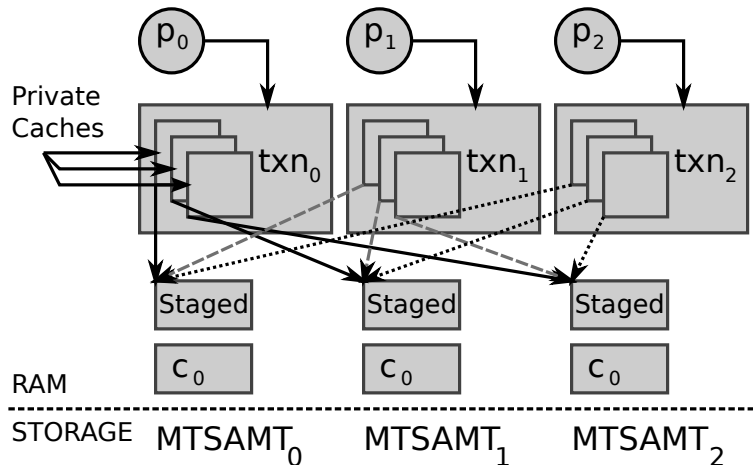 p₀ p₁ p₂
Private
Caches
txn₀ txn₁ txn₂
Staged Staged Staged
c₀ c₀ c₀
RAM
STORAGE MTSAMT₀ MTSAMT₁ MTSAMT₂